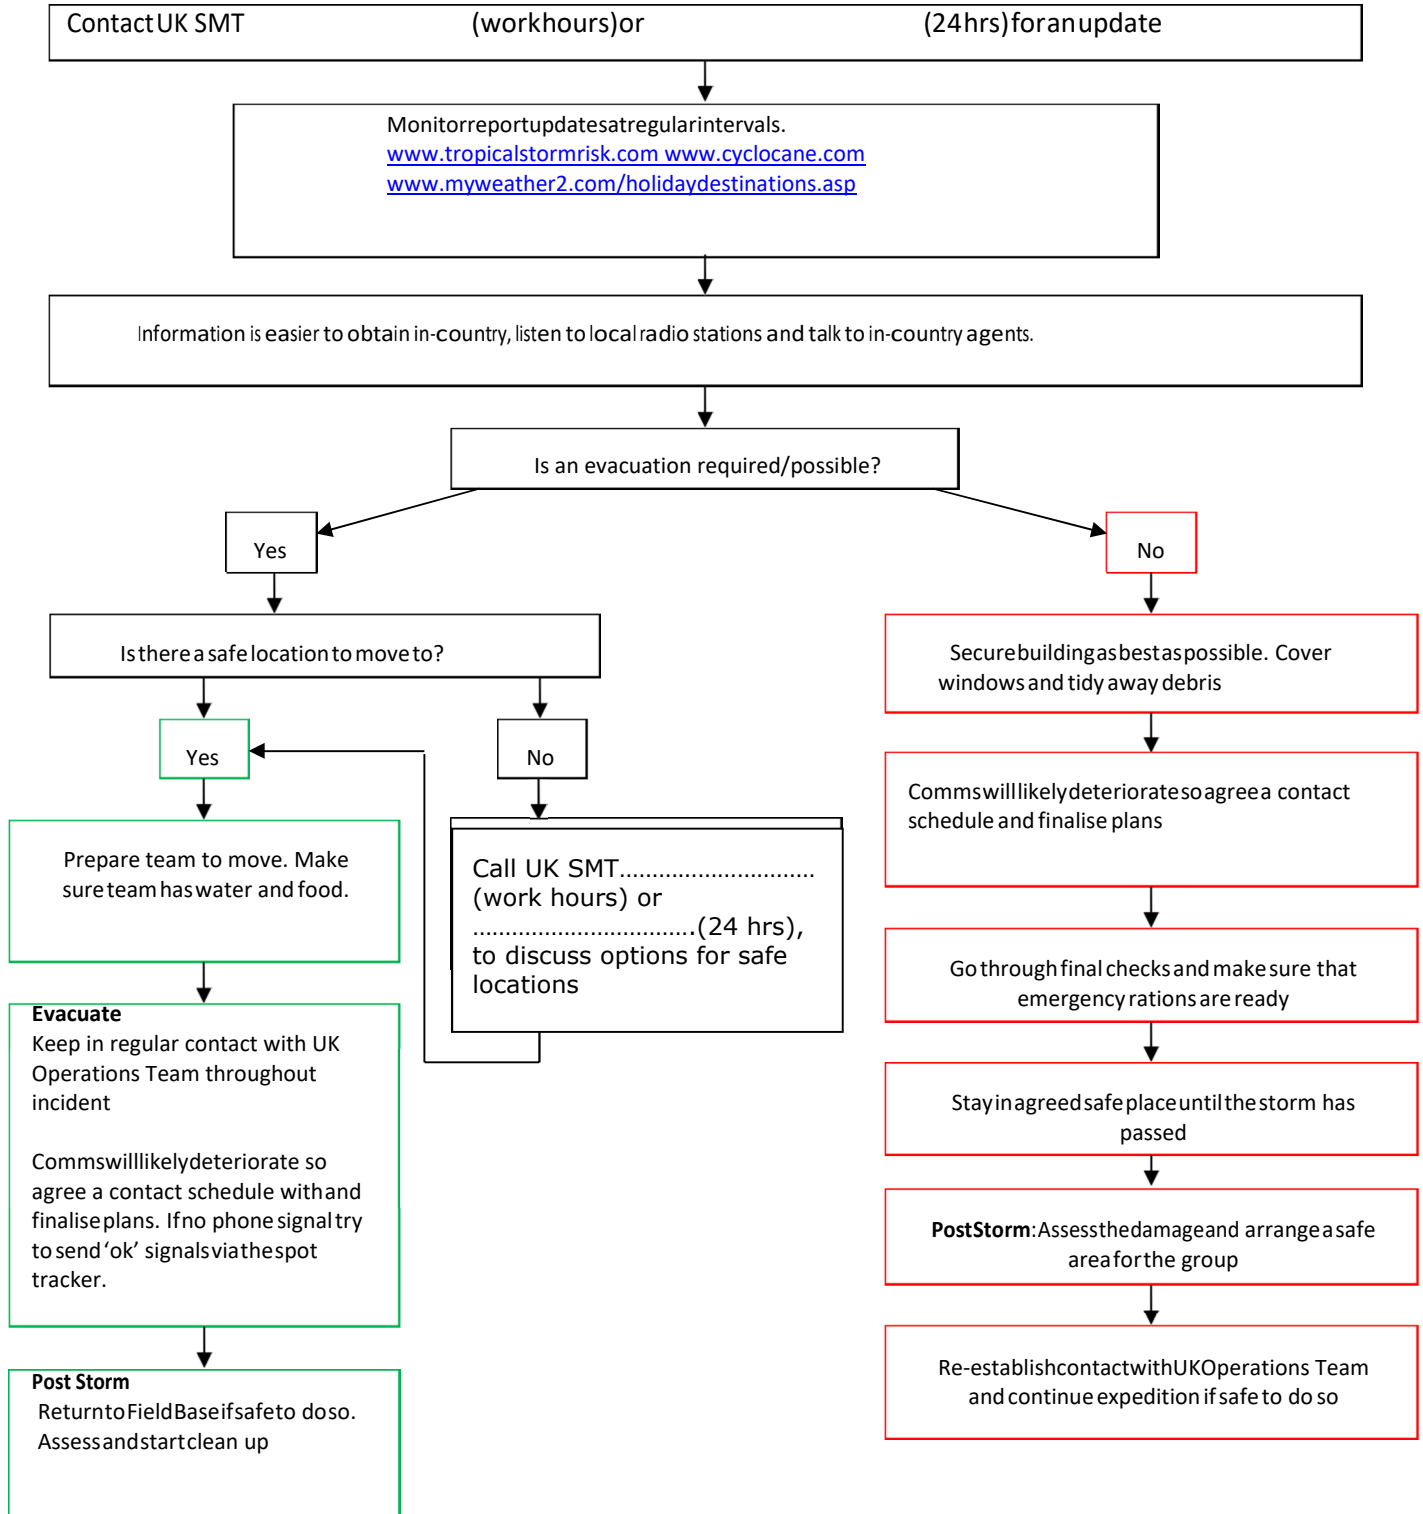 Contact UK SMT (work hours) or (24 hrs) for an update
Monitor report updates at regular intervals.
www.tropicalstormrisk.com www.cyclocane.com
www.myweather2.com/holidaydestinations.asp
Information is easier to obtain in-country, listen to local radio stations and talk to in-country agents.
Is an evacuation required/possible?
Yes
No
Is there a safe location to move to?
Yes
No
Prepare team to move. Make
sure team has water and food.
Call UK SMT..............................
(work hours) or
..................................(24 hrs),
to discuss options for safe
locations
Evacuate
Keep in regular contact with UK
Operations Team throughout
incident
Comms will likely deteriorate so
agree a contact schedule with and
finalise plans. If no phone signal try
to send ‘ok’ signals via the spot
tracker.
Post Storm
Return to Field Base if safe to do so.
Assess and start clean up
Secure building as best as possible. Cover
windows and tidy away debris
Comms will likely deteriorate so agree a contact
schedule and finalise plans
Go through final checks and make sure that
emergency rations are ready
Stay in agreed safe place until the storm has
passed
Post Storm: Assess the damage and arrange a safe
area for the group
Re-establish contact with UK Operations Team
and continue expedition if safe to do so